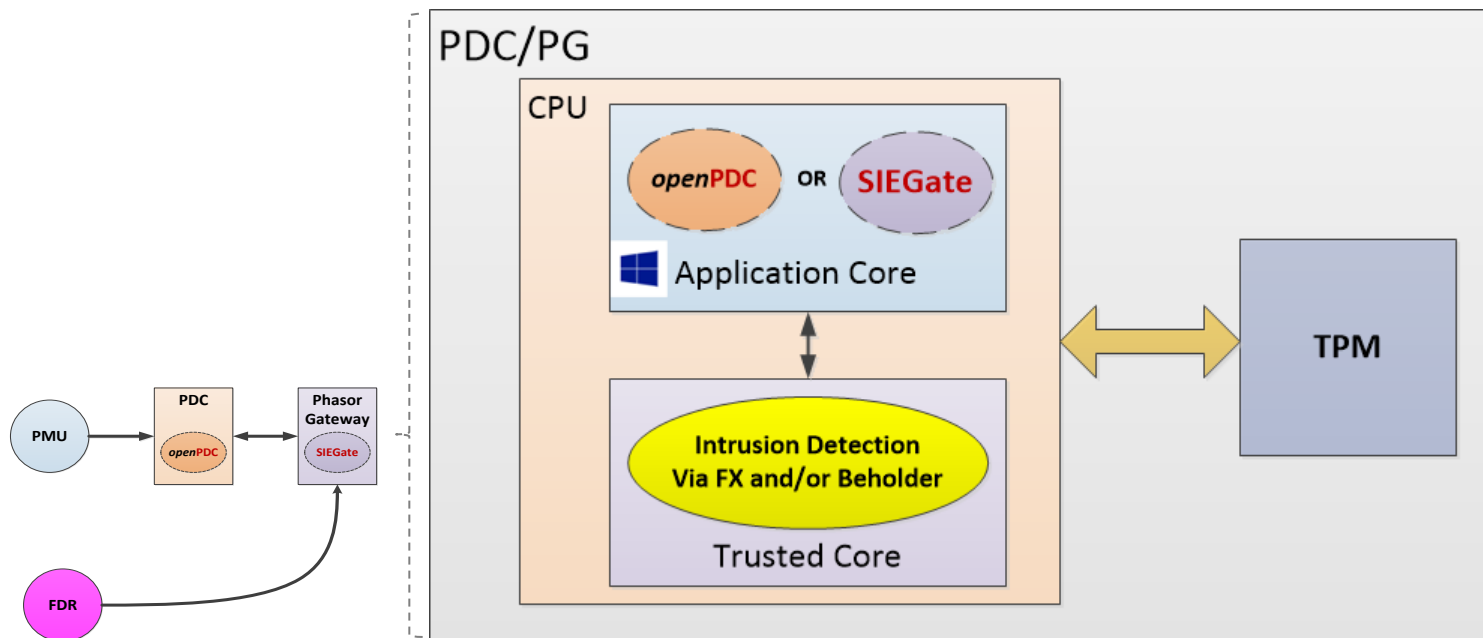 PDC/PG
CPU
openPDC OR SIEGate
Application Core
Intrusion Detection
Via FX and/or Beholder
Trusted Core
TPM
PMU
PDC
openPDC
Phasor
Gateway
SIEGate
FDR